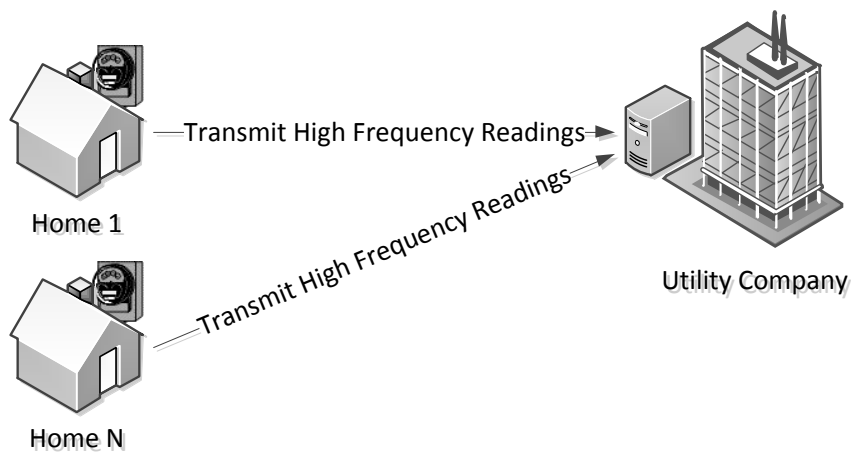 Transmit High Frequency Readings
Home 1
Transmit High Frequency Readings
Utility Company
Home N